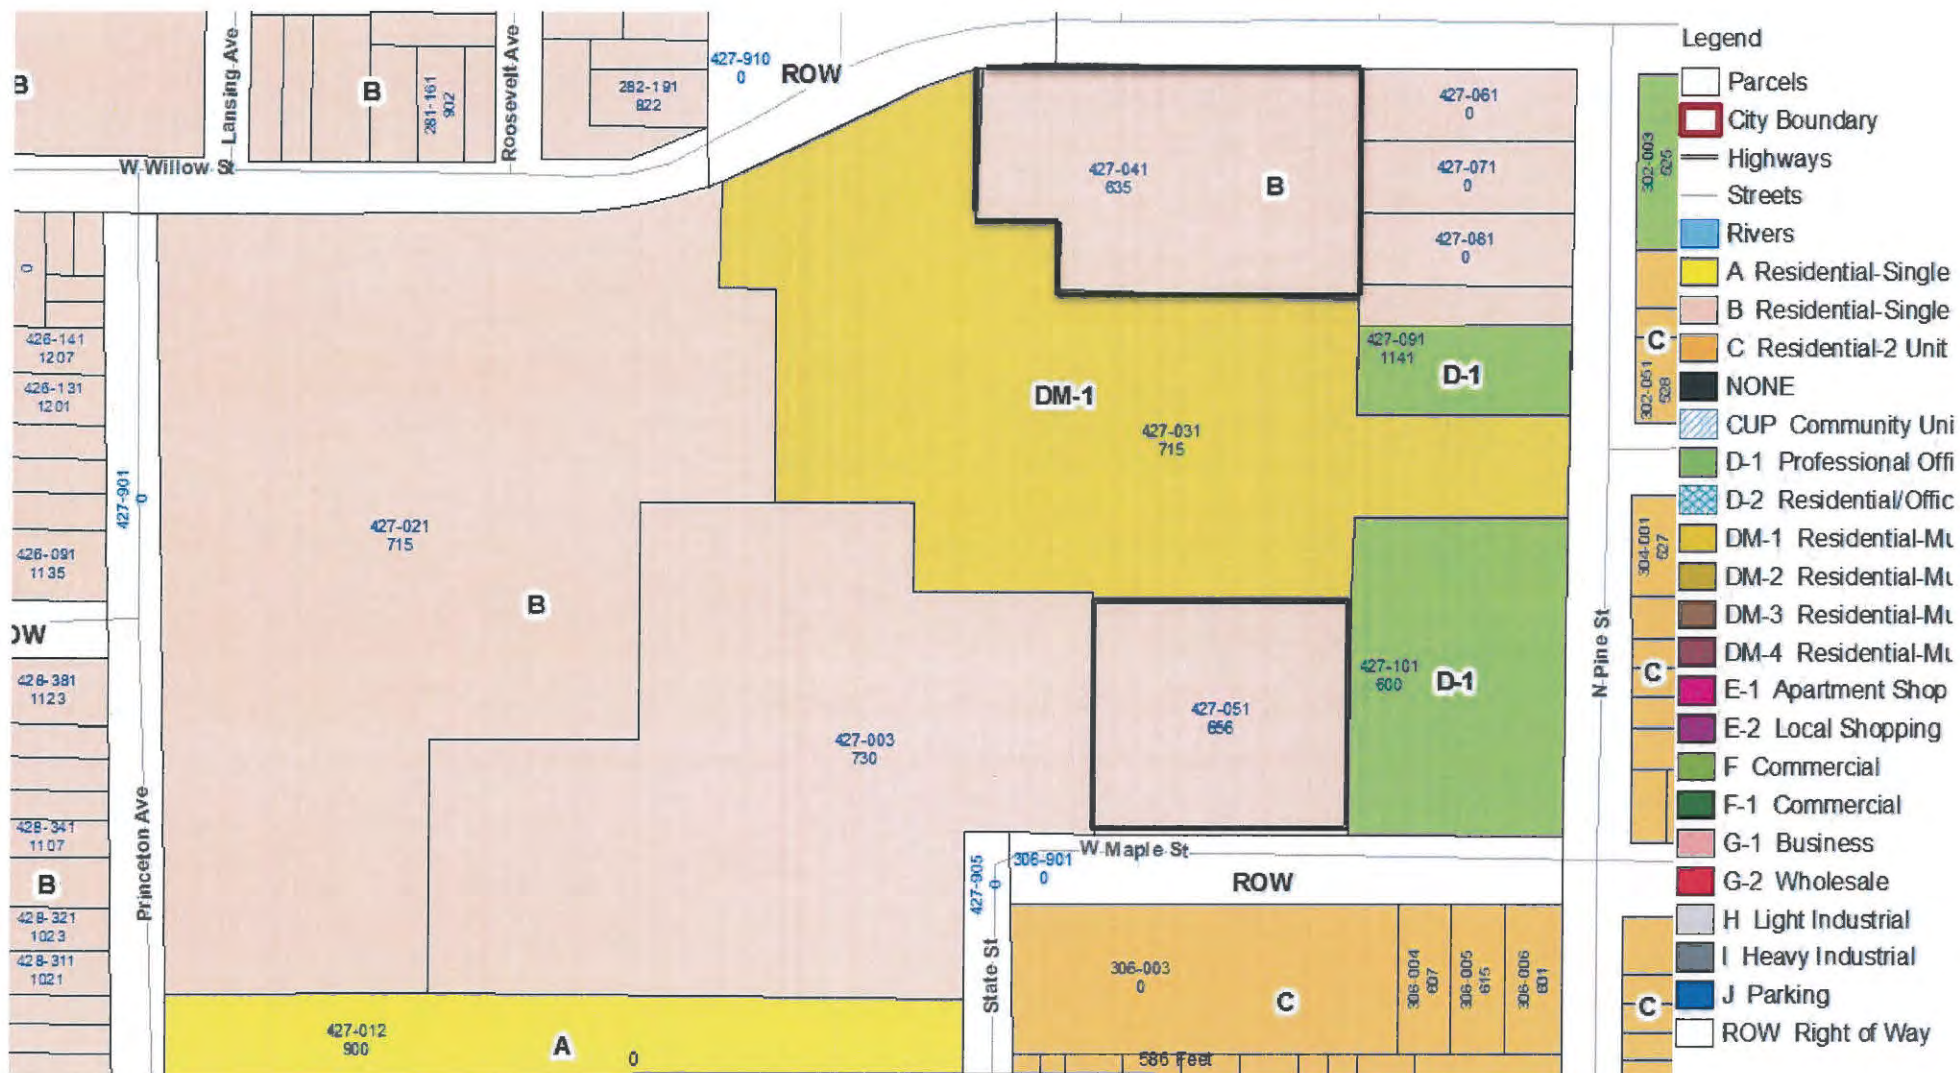 B
Lansing Ave
B
281-161
902
Roosevelt Ave
282-191
822
427-910
0
ROW
W Willow St
427-041
635
B
427-061
0
427-071
0
427-081
0
302-003
625
C
302-051
528
0
426-141
1207
426-131
1201
427-901
0
426-091
1135
427-021
715
B
DM-1
427-031
715
427-091
1141
D-1
304-001
527
N Pine St
C
OW
428-381
1123
428-341
1107
B
428-321
1023
428-311
1021
Princeton Ave
427-003
730
427-051
656
427-101
600
D-1
W Maple St
427-905
0
306-901
0
ROW
State St
306-003
0
C
306-004
607
306-005
615
306-006
601
C
427-012
900
A
0
586 Feet
Legend
Parcels
City Boundary
Highways
Streets
Rivers
A Residential-Single
B Residential-Single
C Residential-2 Unit
NONE
CUP Community Uni
D-1 Professional Offi
D-2 Residential/Offic
DM-1 Residential-Mu
DM-2 Residential-Mu
DM-3 Residential-Mu
DM-4 Residential-Mu
E-1 Apartment Shop
E-2 Local Shopping
F Commercial
F-1 Commercial
G-1 Business
G-2 Wholesale
H Light Industrial
I Heavy Industrial
J Parking
ROW Right of Way